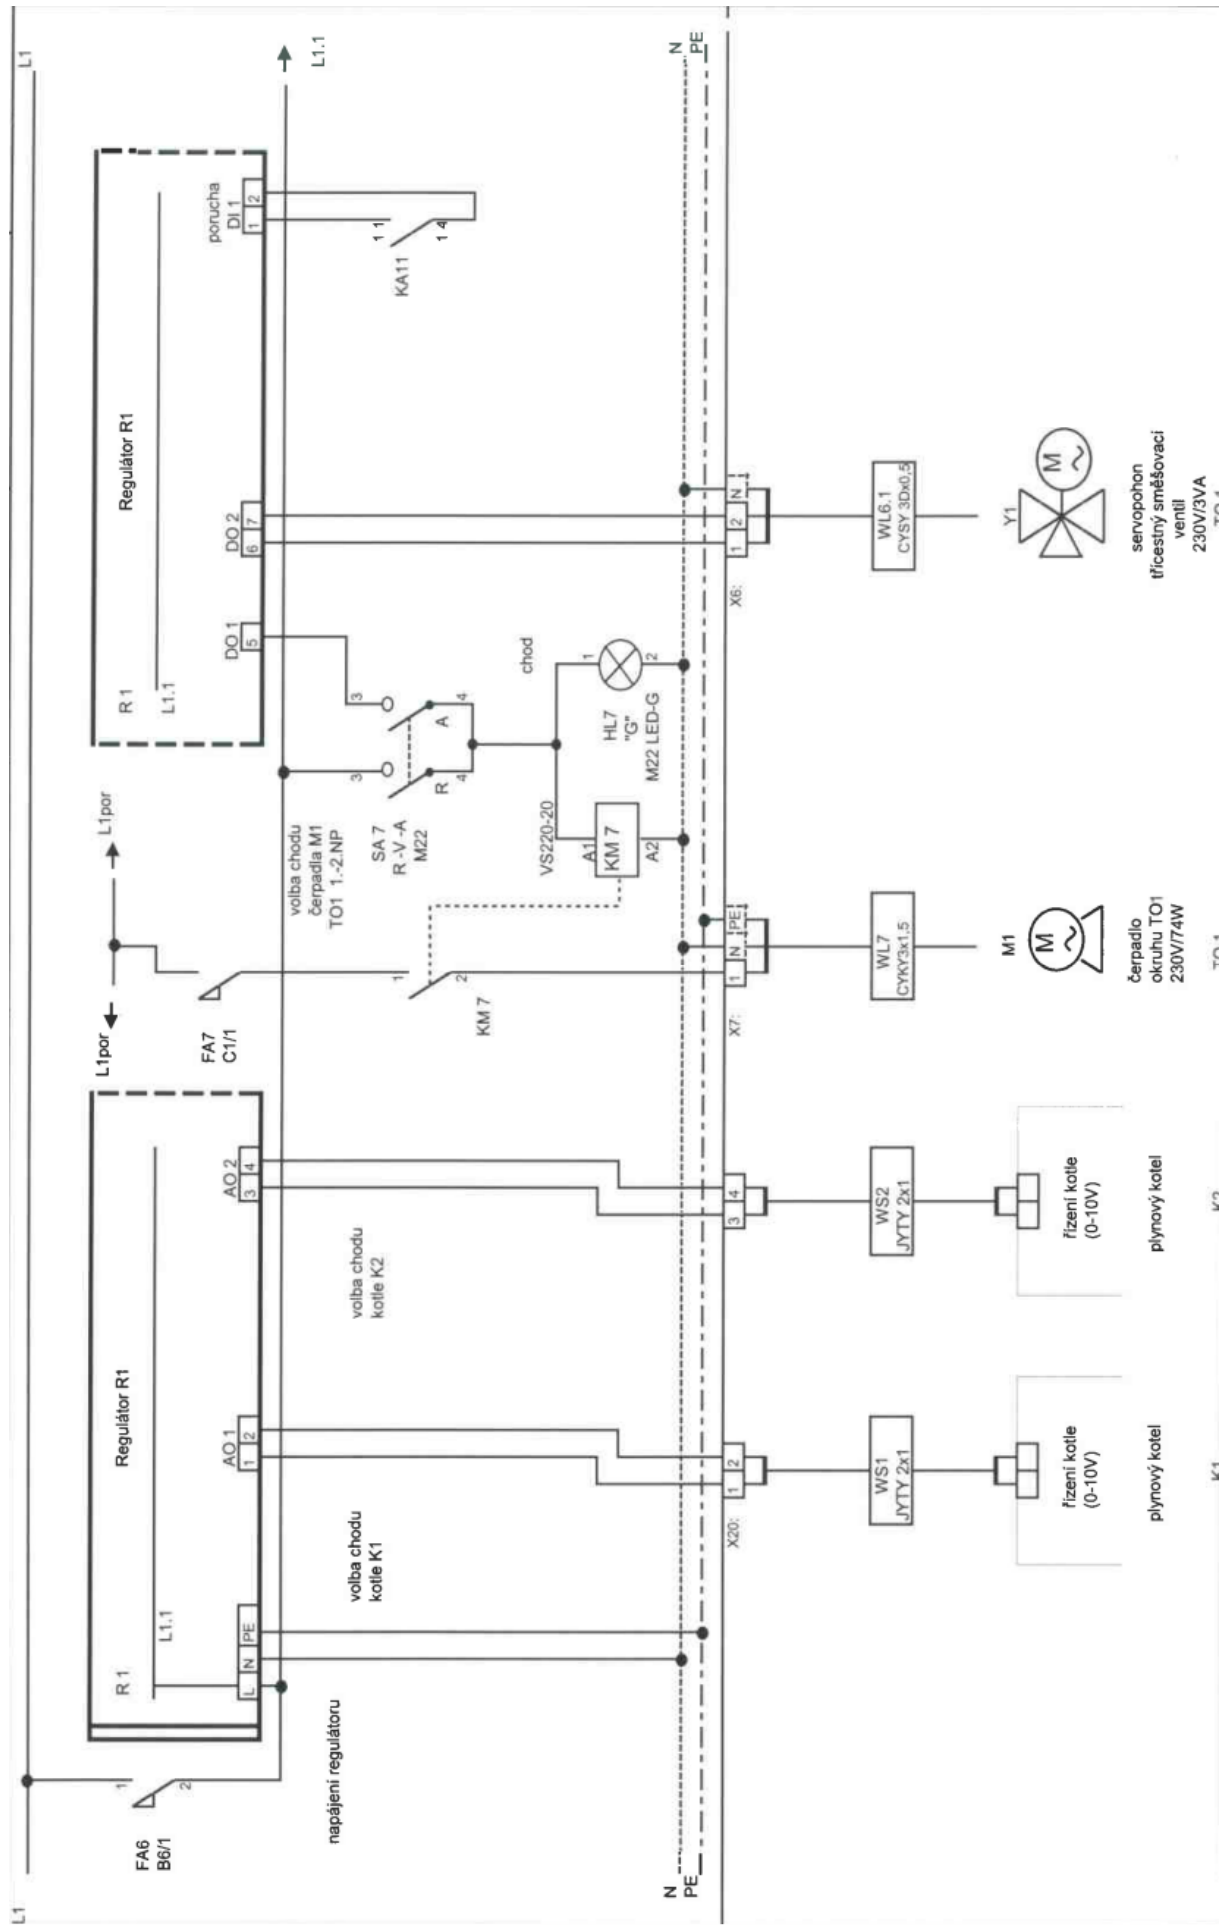 L1
L1
FA6
B6/1
1
2
napájení regulátoru
R 1
L1.1
L
N
PE
Regulátor R1
AO 1
1
2
volba chodu
kotle K1
AO 2
3
4
volba chodu
kotle K2
L1por
L1por
FA7
C1/1
1
2
KM 7
volba chodu
čerpadla M1
TO1 1.-2.NP
SA 7
R -V -A
M22
3
4
R
3
4
A
VS220-20
A1
KM 7
A2
chod
1
2
HL7
"G"
M22 LED-G
R 1
L1.1
Regulátor R1
DO 1
5
DO 2
6
7
porucha
DI 1
1
2
KA11
1 1
1 4
L1.1
N
PE
N
PE
X20:
1
2
3
4
X7:
1
N
PE
X6:
1
2
N
WS1
JYTY 2x1
WS2
JYTY 2x1
WL7
CYKY3x1,5
WL6.1
CYSY 3Dx0,5
řízení kotle
(0-10V)
plynový kotel
K1
řízení kotle
(0-10V)
plynový kotel
K2
M1
M
čerpadlo
okruhu TO1
230V/74W
TO 1
Y1
M
servopohon
třícestný směšovací
ventil
230V/3VA
TO 1